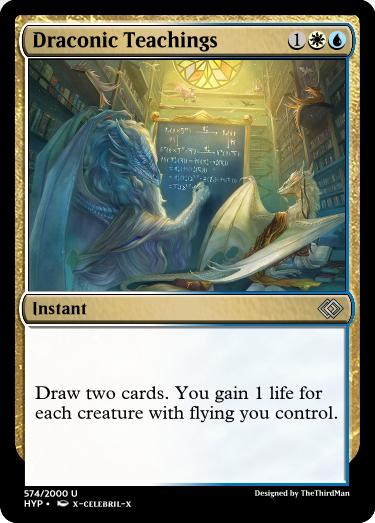 Draconic Teachings 1
Instant
Draw two cards. You gain 1 life for
each creature with flying you control.
574/2000 U
Designed by TheThirdMan
HYP • X-CELEBRIL-X